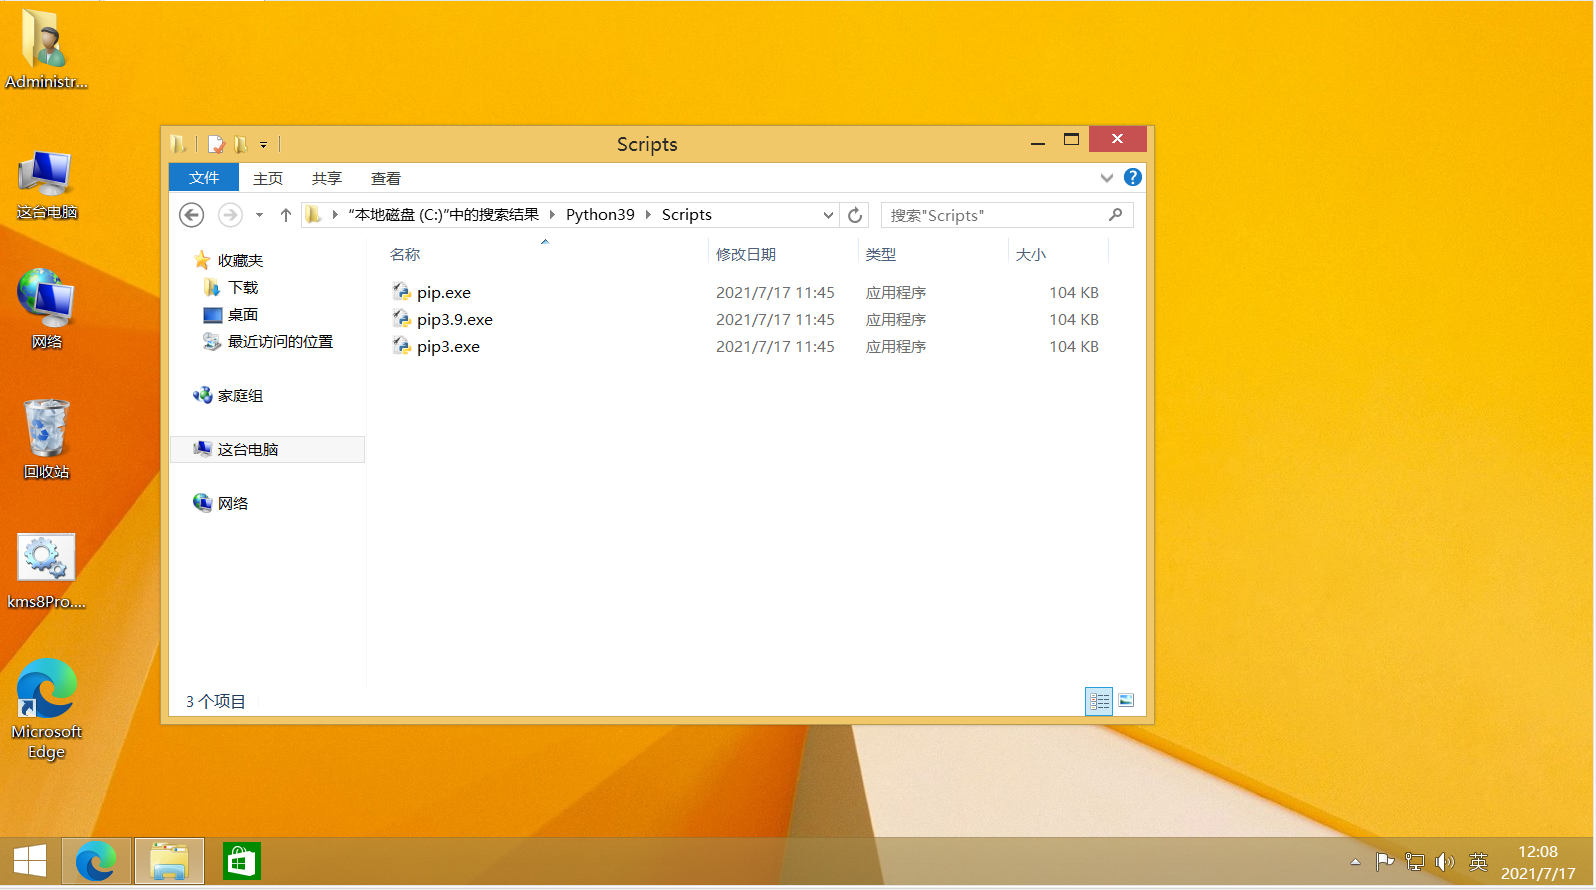 Administr...
这台电脑
网络
回收站
kms8Pro....
Microsoft
Edge
Scripts
文件 主页 共享 查看
“本地磁盘 (C:)”中的搜索结果 Python39 Scripts
搜索"Scripts"
名称 修改日期 类型 大小
收藏夹
下载
桌面
最近访问的位置
家庭组
这台电脑
网络
pip.exe 2021/7/17 11:45 应用程序 104 KB
pip3.9.exe 2021/7/17 11:45 应用程序 104 KB
pip3.exe 2021/7/17 11:45 应用程序 104 KB
3 个项目
英
12:08
2021/7/17